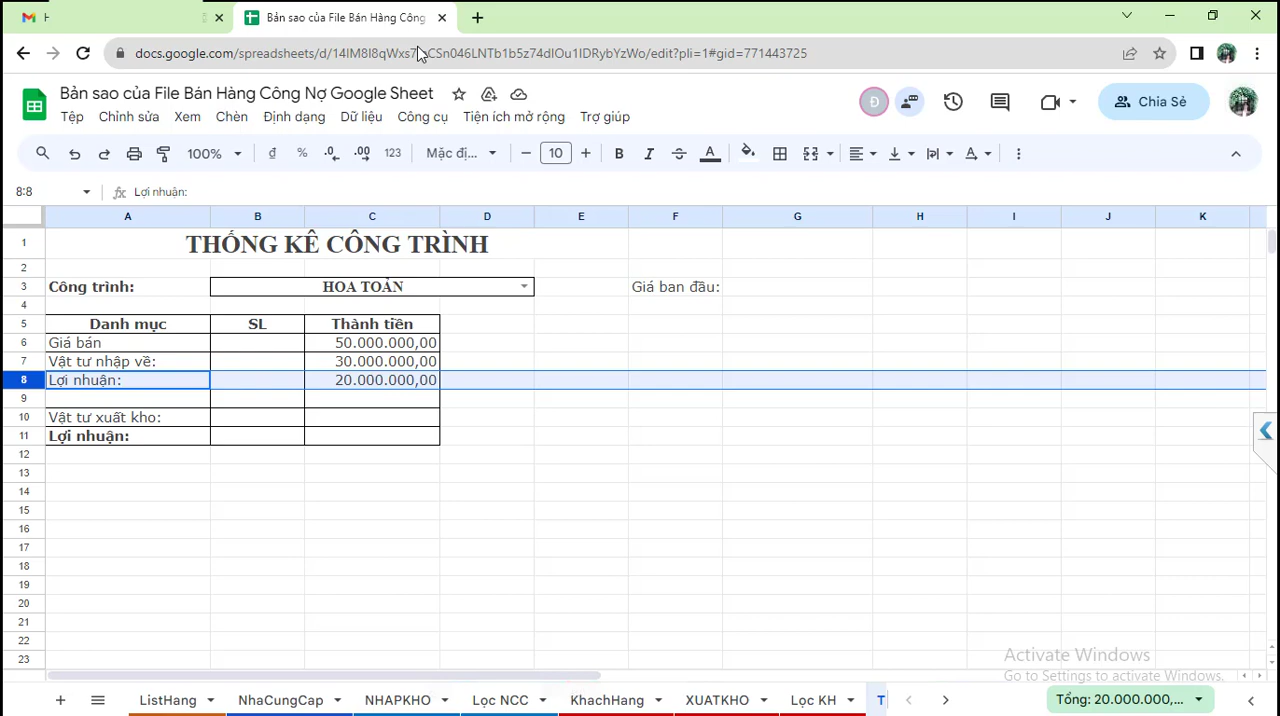 Bản sao của File Bán Hàng Công
docs.google.com/spreadsheets/d/
/edit?pli=1#gid=771443725
Bản sao của File Bán Hàng Công Nợ Google Sheet
Đ
Chia Sẻ
Tệp Chỉnh sửa Xem Chèn Định dạng Dữ liệu Công cụ Tiện ích mở rộng Trợ giúp
100% ₫ % .0 .00 123 Mặc đị... 10 B I S A
8:8 fx Lợi nhuận:
A B C D E F G H I J K
1 THỐNG KÊ CÔNG TRÌNH
2
3 Công trình: HOA TOẢN Giá ban đầu:
4
5 Danh mục SL Thành tiền
6 Giá bán 50.000.000,00
7 Vật tư nhập về: 30.000.000,00
8 Lợi nhuận: 20.000.000,00
9
10 Vật tư xuất kho:
11 Lợi nhuận:
12
13
14
15
16
17
18
19
20
21
22
23
Activate Windows
Go to Settings to activate Windows.
ListHang NhaCungCap NHAPKHO Lọc NCC KhachHang XUATKHO Lọc KH T Tổng: 20.000.000,...